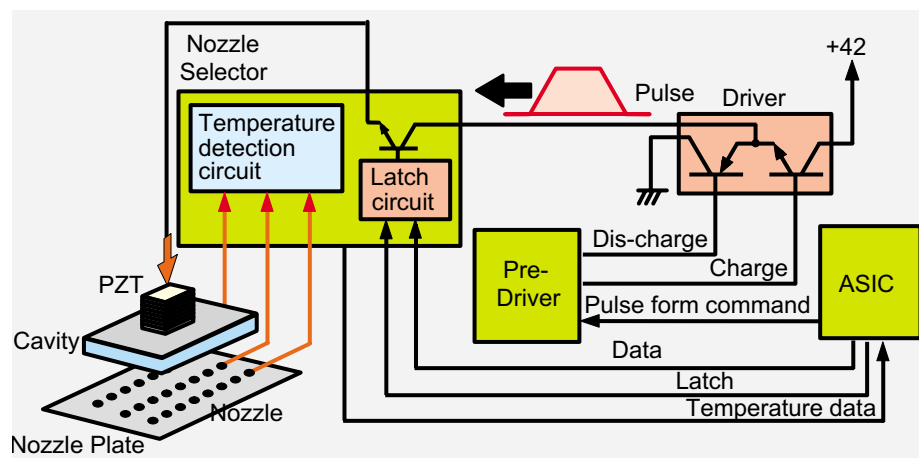 Nozzle
Selector
+42
Pulse
Driver
Temperature
detection
circuit
Latch
circuit
Dis-charge
Pre-
Driver
ASIC
Charge
PZT
Pulse form command
Cavity
Data
Latch
Nozzle
Temperature data
Nozzle Plate